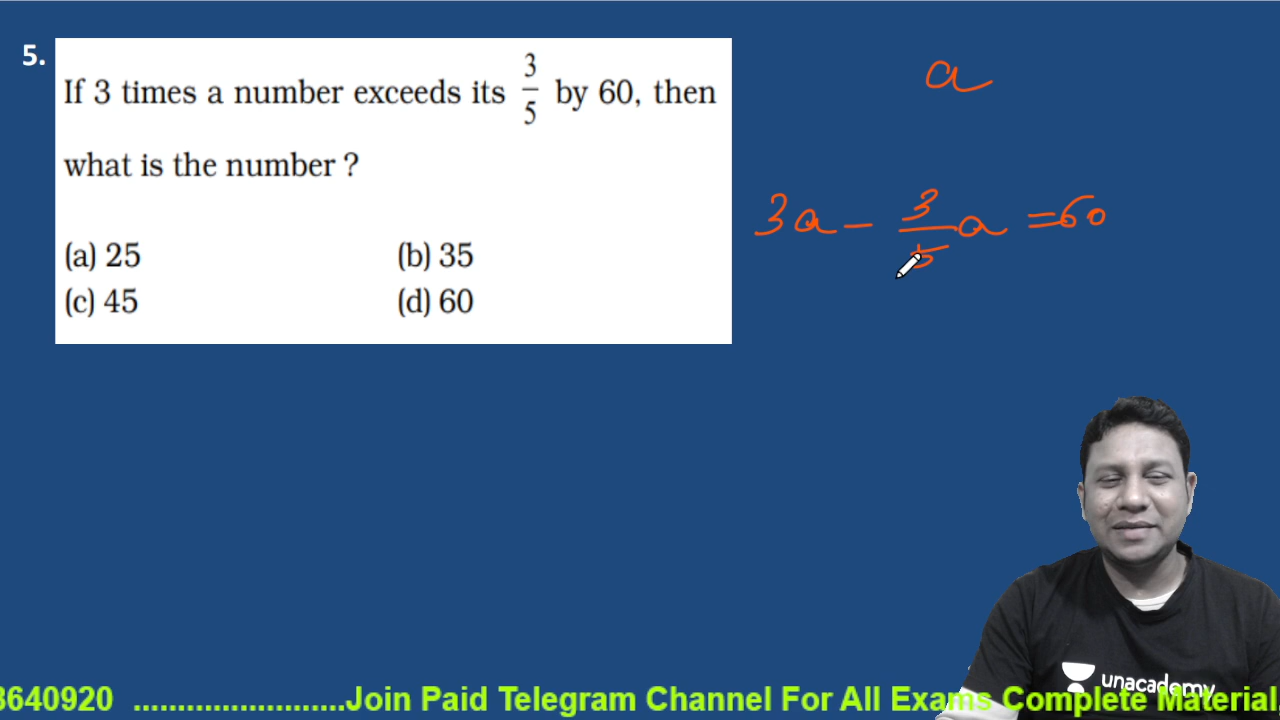 5.
If 3 times a number exceeds its 3/5 by 60, then
what is the number ?
(a) 25 (b) 35
(c) 45 (d) 60
a
3a - 3/5 a = 60
unacademy
3640920 .......................Join Paid Telegram Channel For All Exams Complete Material